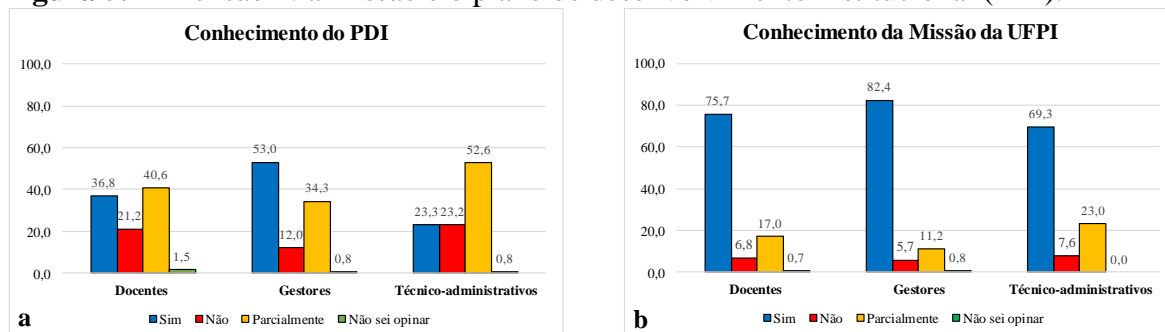 Conhecimento do PDI
100,0
80,0
60,0
40,0
20,0
0,0
36,8
21,2
40,6
1,5
53,0
12,0
34,3
0,8
23,3
23,2
52,6
0,8
Docentes
Gestores
Técnico-administrativos
Sim
Não
Parcialmente
Não sei opinar
a
Conhecimento da Missão da UFPI
100,0
80,0
60,0
40,0
20,0
0,0
75,7
6,8
17,0
0,7
82,4
5,7
11,2
0,8
69,3
7,6
23,0
0,0
Docentes
Gestores
Técnico-administrativos
Sim
Não
Parcialmente
Não sei opinar
b